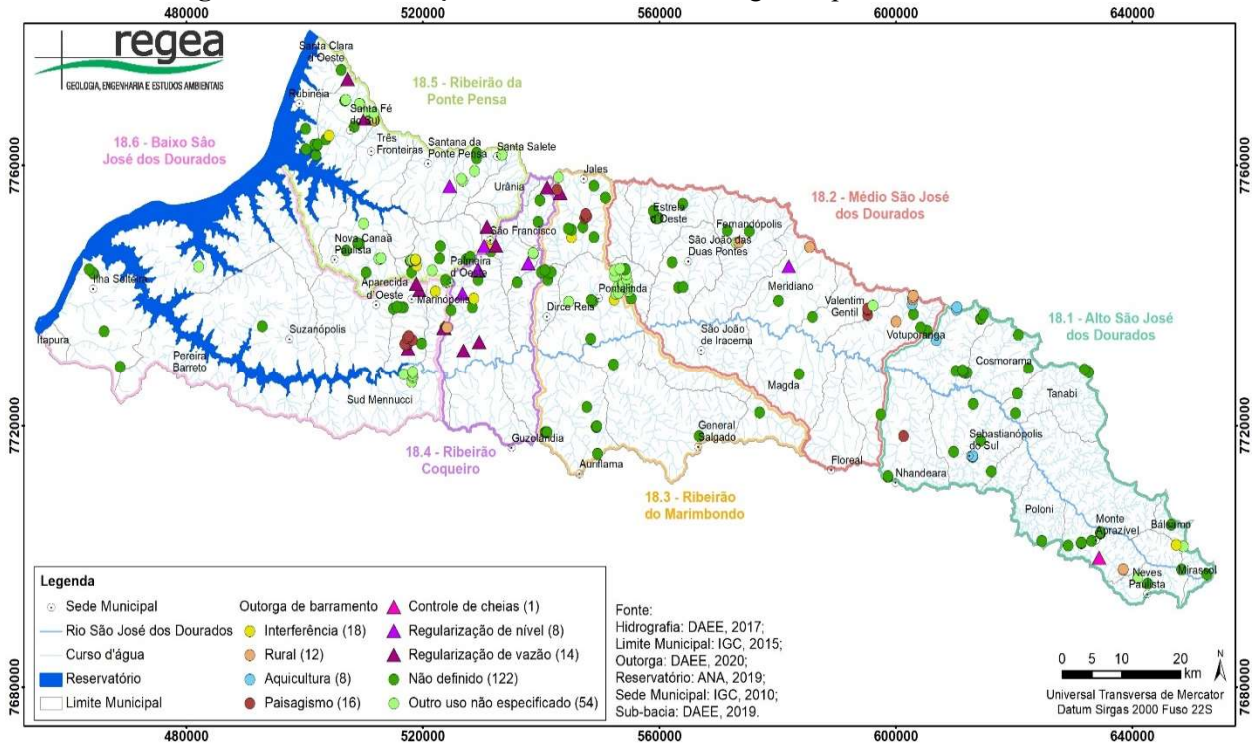 480000 520000 560000 600000 640000
regea
GEOLOGIA, ENGENHARIA E ESTUDOS AMBIENTAIS
7760000
7720000
7680000
7760000
7720000
7680000
18.5 - Ribeirão da
Ponte Pensa
18.6 - Baixo São
José dos Dourados
18.2 - Médio São José
dos Dourados
18.1 - Alto São José
dos Dourados
18.4 - Ribeirão
Coqueiro
18.3 - Ribeirão
do Marimbondo
Santa Clara
d'Oeste
Rubinéia
Santa Fé
do Sul
Três
Fronteiras
Santana da
Ponte Pensa
Santa Salete
Urânia
Jales
São Francisco
Nova Canaã
Paulista
Palmeira
d'Oeste
Aparecida
d'Oeste
Marinópolis
Ilha Solteira
Itapura
Pereira
Barreto
Suzanápolis
Sud Mennucci
Dirce Reis
Pontalinda
Estrela
d'Oeste
Fernandópolis
São João das
Duas Pontes
Meridiano
Valentim
Gentil
Votuporanga
São João
de Iracema
Magda
General
Salgado
Guzolândia
Auriflama
Floreal
Nhandeara
Cosmorama
Tanabi
Sebastianópolis
do Sul
Poloni
Monte
Aprazível
Bálsamo
Neves
Paulista
Mirassol
Legenda
Sede Municipal
Rio São José dos Dourados
Curso d'água
Reservatório
Limite Municipal
Outorga de barramento
Interferência (18)
Rural (12)
Aquicultura (8)
Paisagismo (16)
Controle de cheias (1)
Regularização de nível (8)
Regularização de vazão (14)
Não definido (122)
Outro uso não especificado (54)
Fonte:
Hidrografia: DAEE, 2017;
Limite Municipal: IGC, 2015;
Outorga: DAEE, 2020;
Reservatório: ANA, 2019;
Sede Municipal: IGC, 2010;
Sub-bacia: DAEE, 2019.
N
0 5 10 20
km
Universal Transversa de Mercator
Datum Sirgas 2000 Fuso 22S
480000 520000 560000 600000 640000